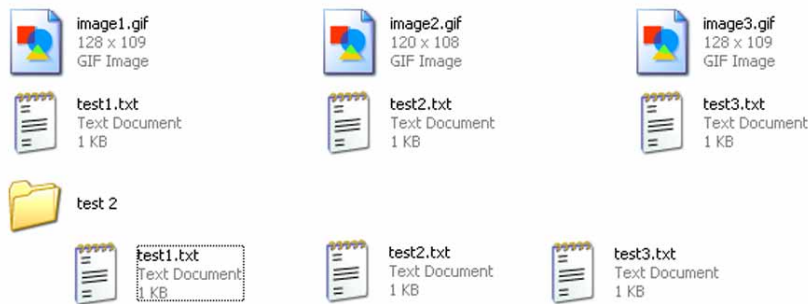 image1.gif
128 x 109
GIF Image
image2.gif
120 x 108
GIF Image
image3.gif
128 x 109
GIF Image
test1.txt
Text Document
1 KB
test2.txt
Text Document
1 KB
test3.txt
Text Document
1 KB
test 2
test1.txt
Text Document
1 KB
test2.txt
Text Document
1 KB
test3.txt
Text Document
1 KB